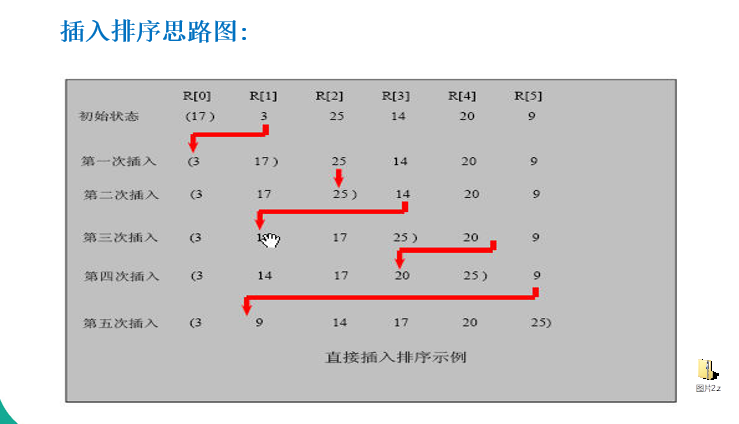 插入排序思路图:
R[0] R[1] R[2] R[3] R[4] R[5]
初始状态 (17) 3 25 14 20 9
第一次插入 (3 17) 25 14 20 9
第二次插入 (3 17 25) 14 20 9
第三次插入 (3 17 25) 20 9
第四次插入 (3 14 17 20 25) 9
第五次插入 (3 9 14 17 20 25)
直接插入排序示例
图片2.z